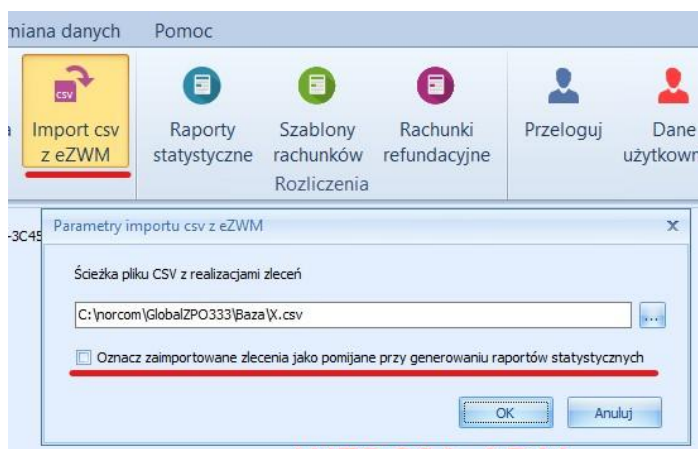 miana danych Pomoc
csv
Import csv Raporty Szablony Rachunki Przeloguj Dane
z eZWM statystyczne rachunków refundacyjne użytkown
Rozliczenia
-3C45
Parametry importu csv z eZWM x
Ścieżka pliku CSV z realizacjami zleceń
C:\norcom\GlobalZPO333\Baza\X.csv ...
Oznacz zaimportowane zlecenia jako pomijane przy generowaniu raportów statystycznych
OK Anuluj